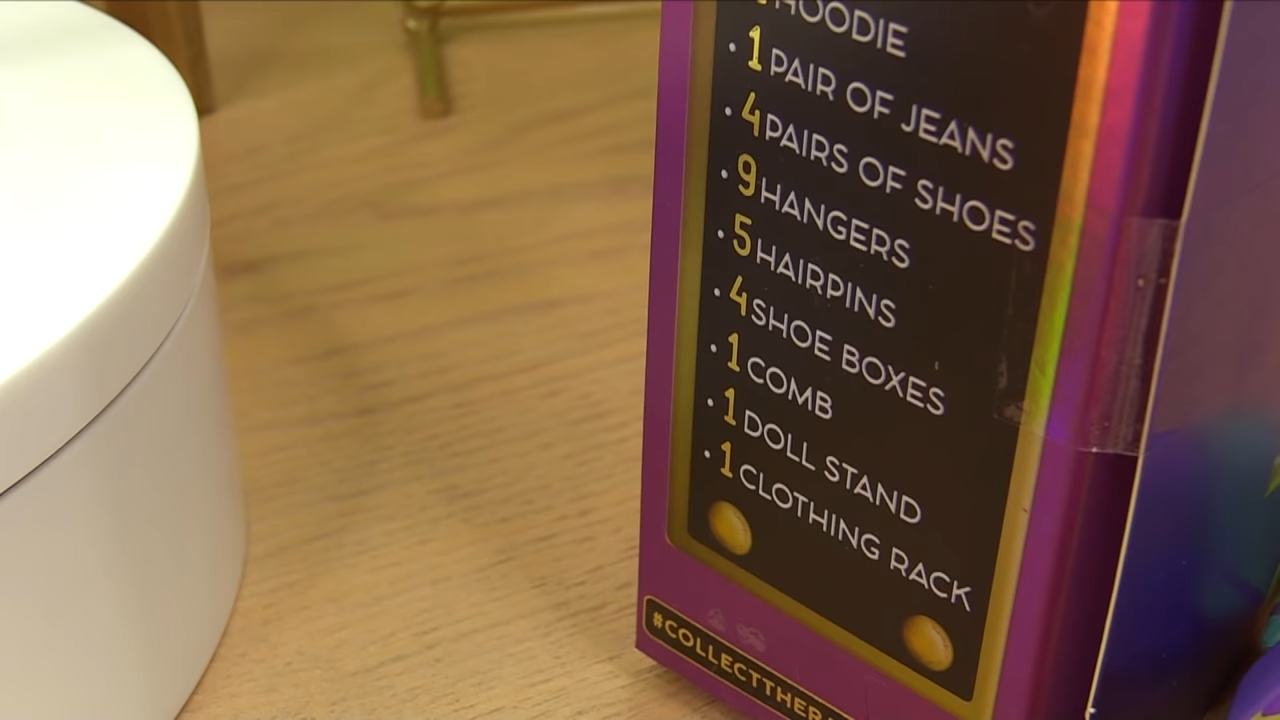 HOODIE
• 1 PAIR OF JEANS
• 4 PAIRS OF SHOES
• 9 HANGERS
• 5 HAIRPINS
• 4 SHOE BOXES
• 1 COMB
• 1 DOLL STAND
• 1 CLOTHING RACK